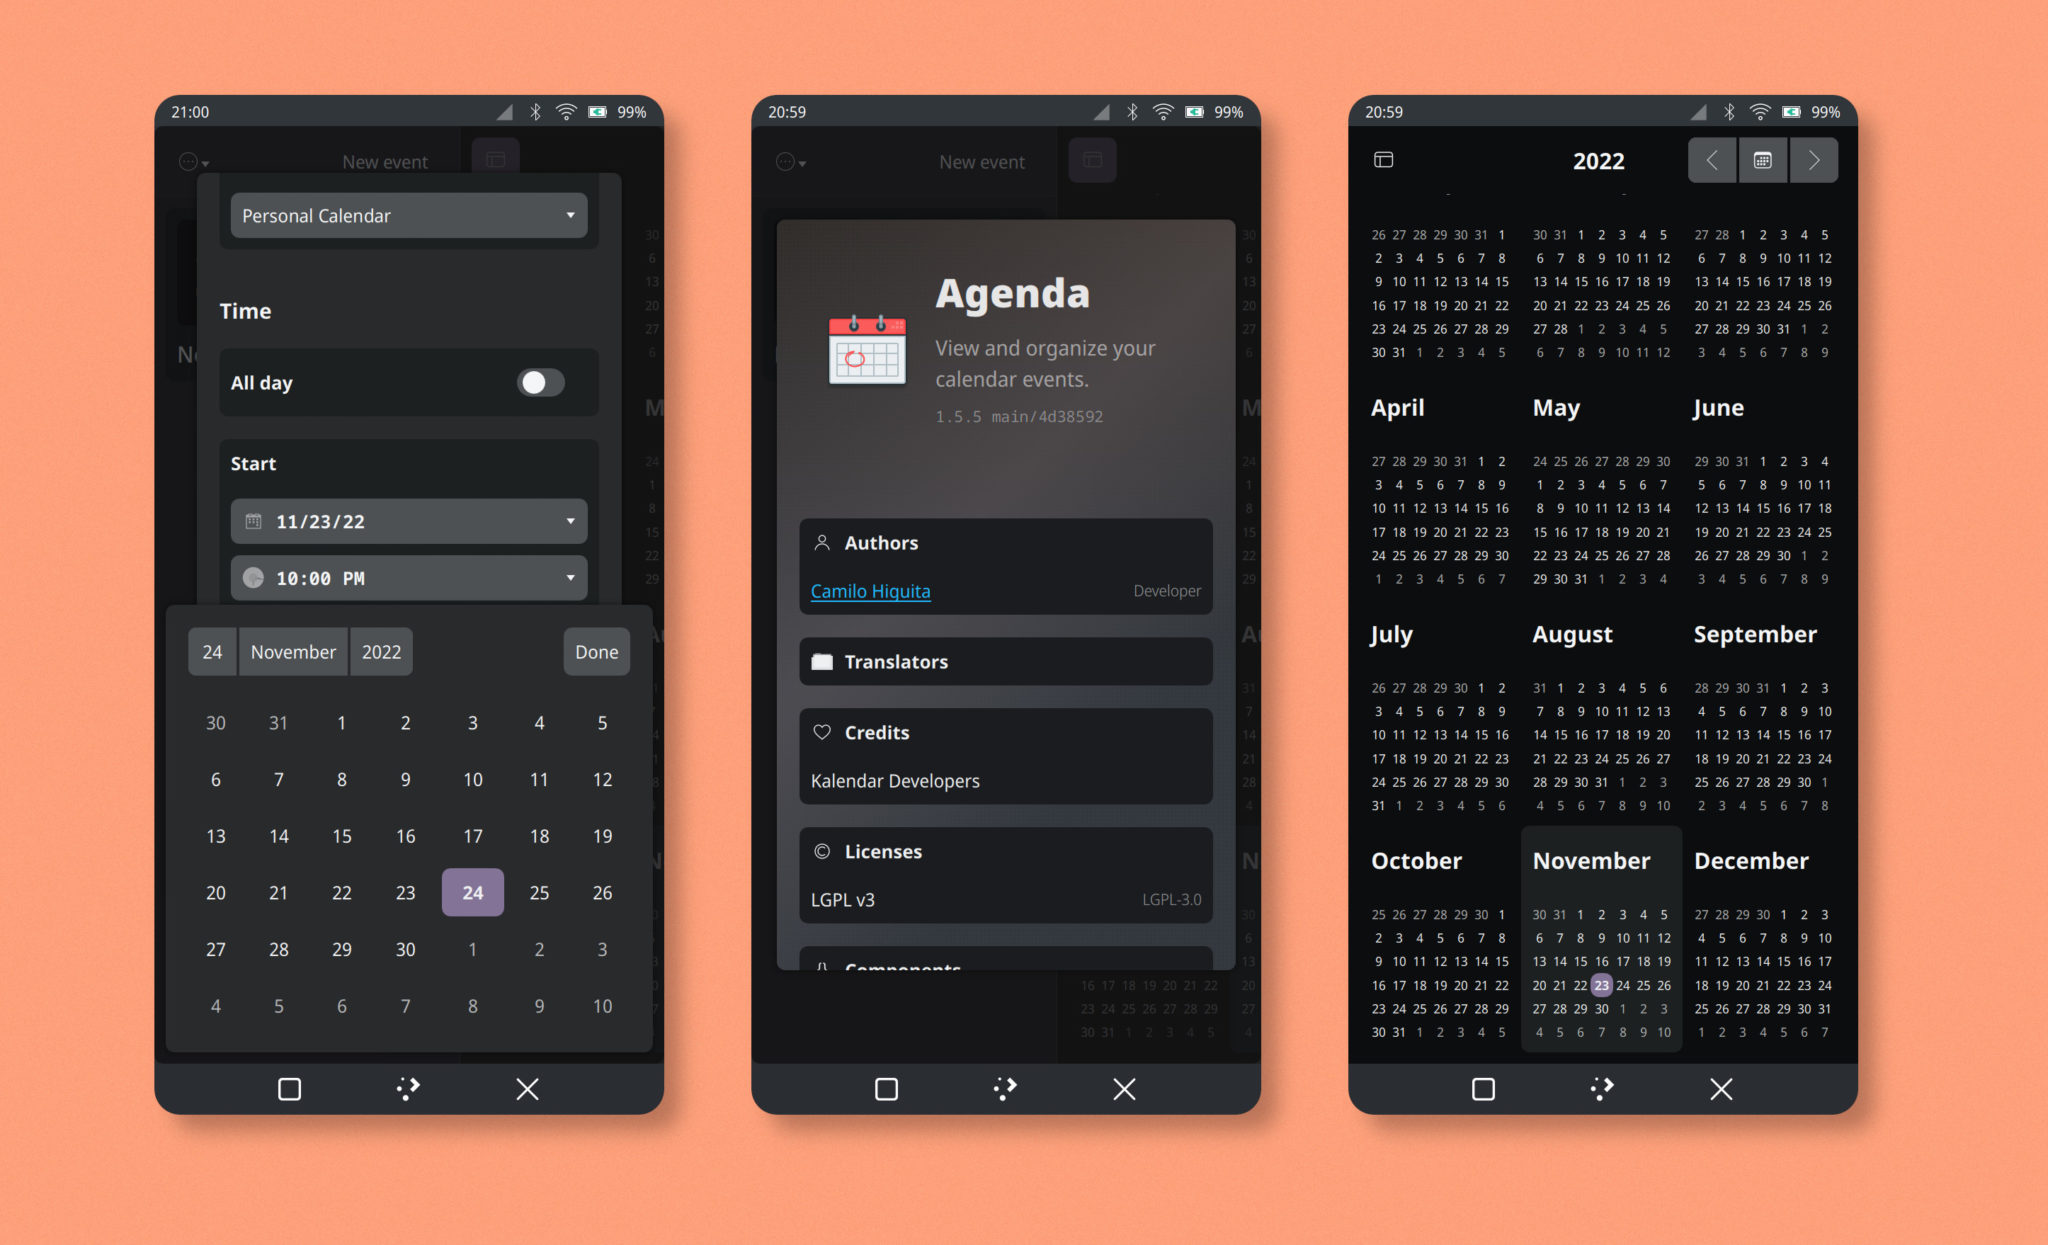 21:00
99%
New event
Personal Calendar
Time
All day
Start
11/23/22
10:00 PM
24 November 2022 Done
30 31 1 2 3 4 5
6 7 8 9 10 11 12
13 14 15 16 17 18 19
20 21 22 23 24 25 26
27 28 29 30 1 2 3
4 5 6 7 8 9 10
20:59
99%
New event
Agenda
View and organize your
calendar events.
1.5.5 main/4d38592
Authors
Camilo Higuita Developer
Translators
Credits
Kalendar Developers
Licenses
LGPL v3 LGPL-3.0
Components
16 17 18 19 20 21 22
23 24 25 26 27 28 29
30 31 1 2 3 4 5
20:59
99%
2022
26 27 28 29 30 31 1
2 3 4 5 6 7 8
9 10 11 12 13 14 15
16 17 18 19 20 21 22
23 24 25 26 27 28 29
30 31 1 2 3 4 5
30 31 1 2 3 4 5
6 7 8 9 10 11 12
13 14 15 16 17 18 19
20 21 22 23 24 25 26
27 28 1 2 3 4 5
6 7 8 9 10 11 12
27 28 1 2 3 4 5
6 7 8 9 10 11 12
13 14 15 16 17 18 19
20 21 22 23 24 25 26
27 28 29 30 31 1 2
3 4 5 6 7 8 9
April
27 28 29 30 31 1 2
3 4 5 6 7 8 9
10 11 12 13 14 15 16
17 18 19 20 21 22 23
24 25 26 27 28 29 30
1 2 3 4 5 6 7
May
24 25 26 27 28 29 30
1 2 3 4 5 6 7
8 9 10 11 12 13 14
15 16 17 18 19 20 21
22 23 24 25 26 27 28
29 30 31 1 2 3 4
June
29 30 31 1 2 3 4
5 6 7 8 9 10 11
12 13 14 15 16 17 18
19 20 21 22 23 24 25
26 27 28 29 30 1 2
3 4 5 6 7 8 9
July
26 27 28 29 30 1 2
3 4 5 6 7 8 9
10 11 12 13 14 15 16
17 18 19 20 21 22 23
24 25 26 27 28 29 30
31 1 2 3 4 5 6
August
31 1 2 3 4 5 6
7 8 9 10 11 12 13
14 15 16 17 18 19 20
21 22 23 24 25 26 27
28 29 30 31 1 2 3
4 5 6 7 8 9 10
September
28 29 30 31 1 2 3
4 5 6 7 8 9 10
11 12 13 14 15 16 17
18 19 20 21 22 23 24
25 26 27 28 29 30 1
2 3 4 5 6 7 8
October
25 26 27 28 29 30 1
2 3 4 5 6 7 8
9 10 11 12 13 14 15
16 17 18 19 20 21 22
23 24 25 26 27 28 29
30 31 1 2 3 4 5
November
30 31 1 2 3 4 5
6 7 8 9 10 11 12
13 14 15 16 17 18 19
20 21 22 23 24 25 26
27 28 29 30 1 2 3
4 5 6 7 8 9 10
December
27 28 29 30 1 2 3
4 5 6 7 8 9 10
11 12 13 14 15 16 17
18 19 20 21 22 23 24
25 26 27 28 29 30 31
1 2 3 4 5 6 7